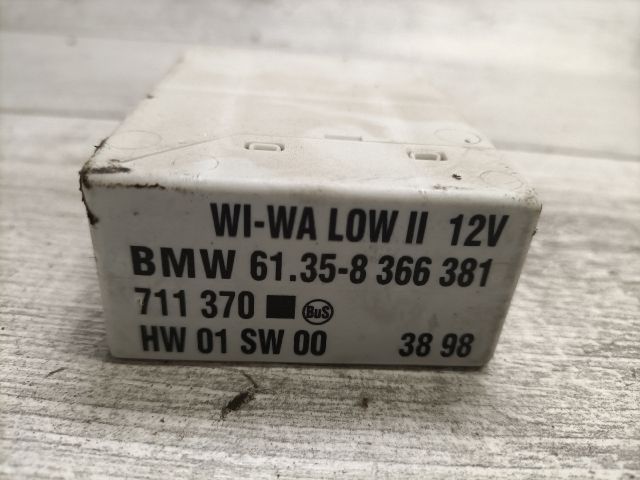 WI-WA LOW II 12V
BMW 61.35-8 366 381
711 370 ■ BuS
HW 01 SW 00 38 98